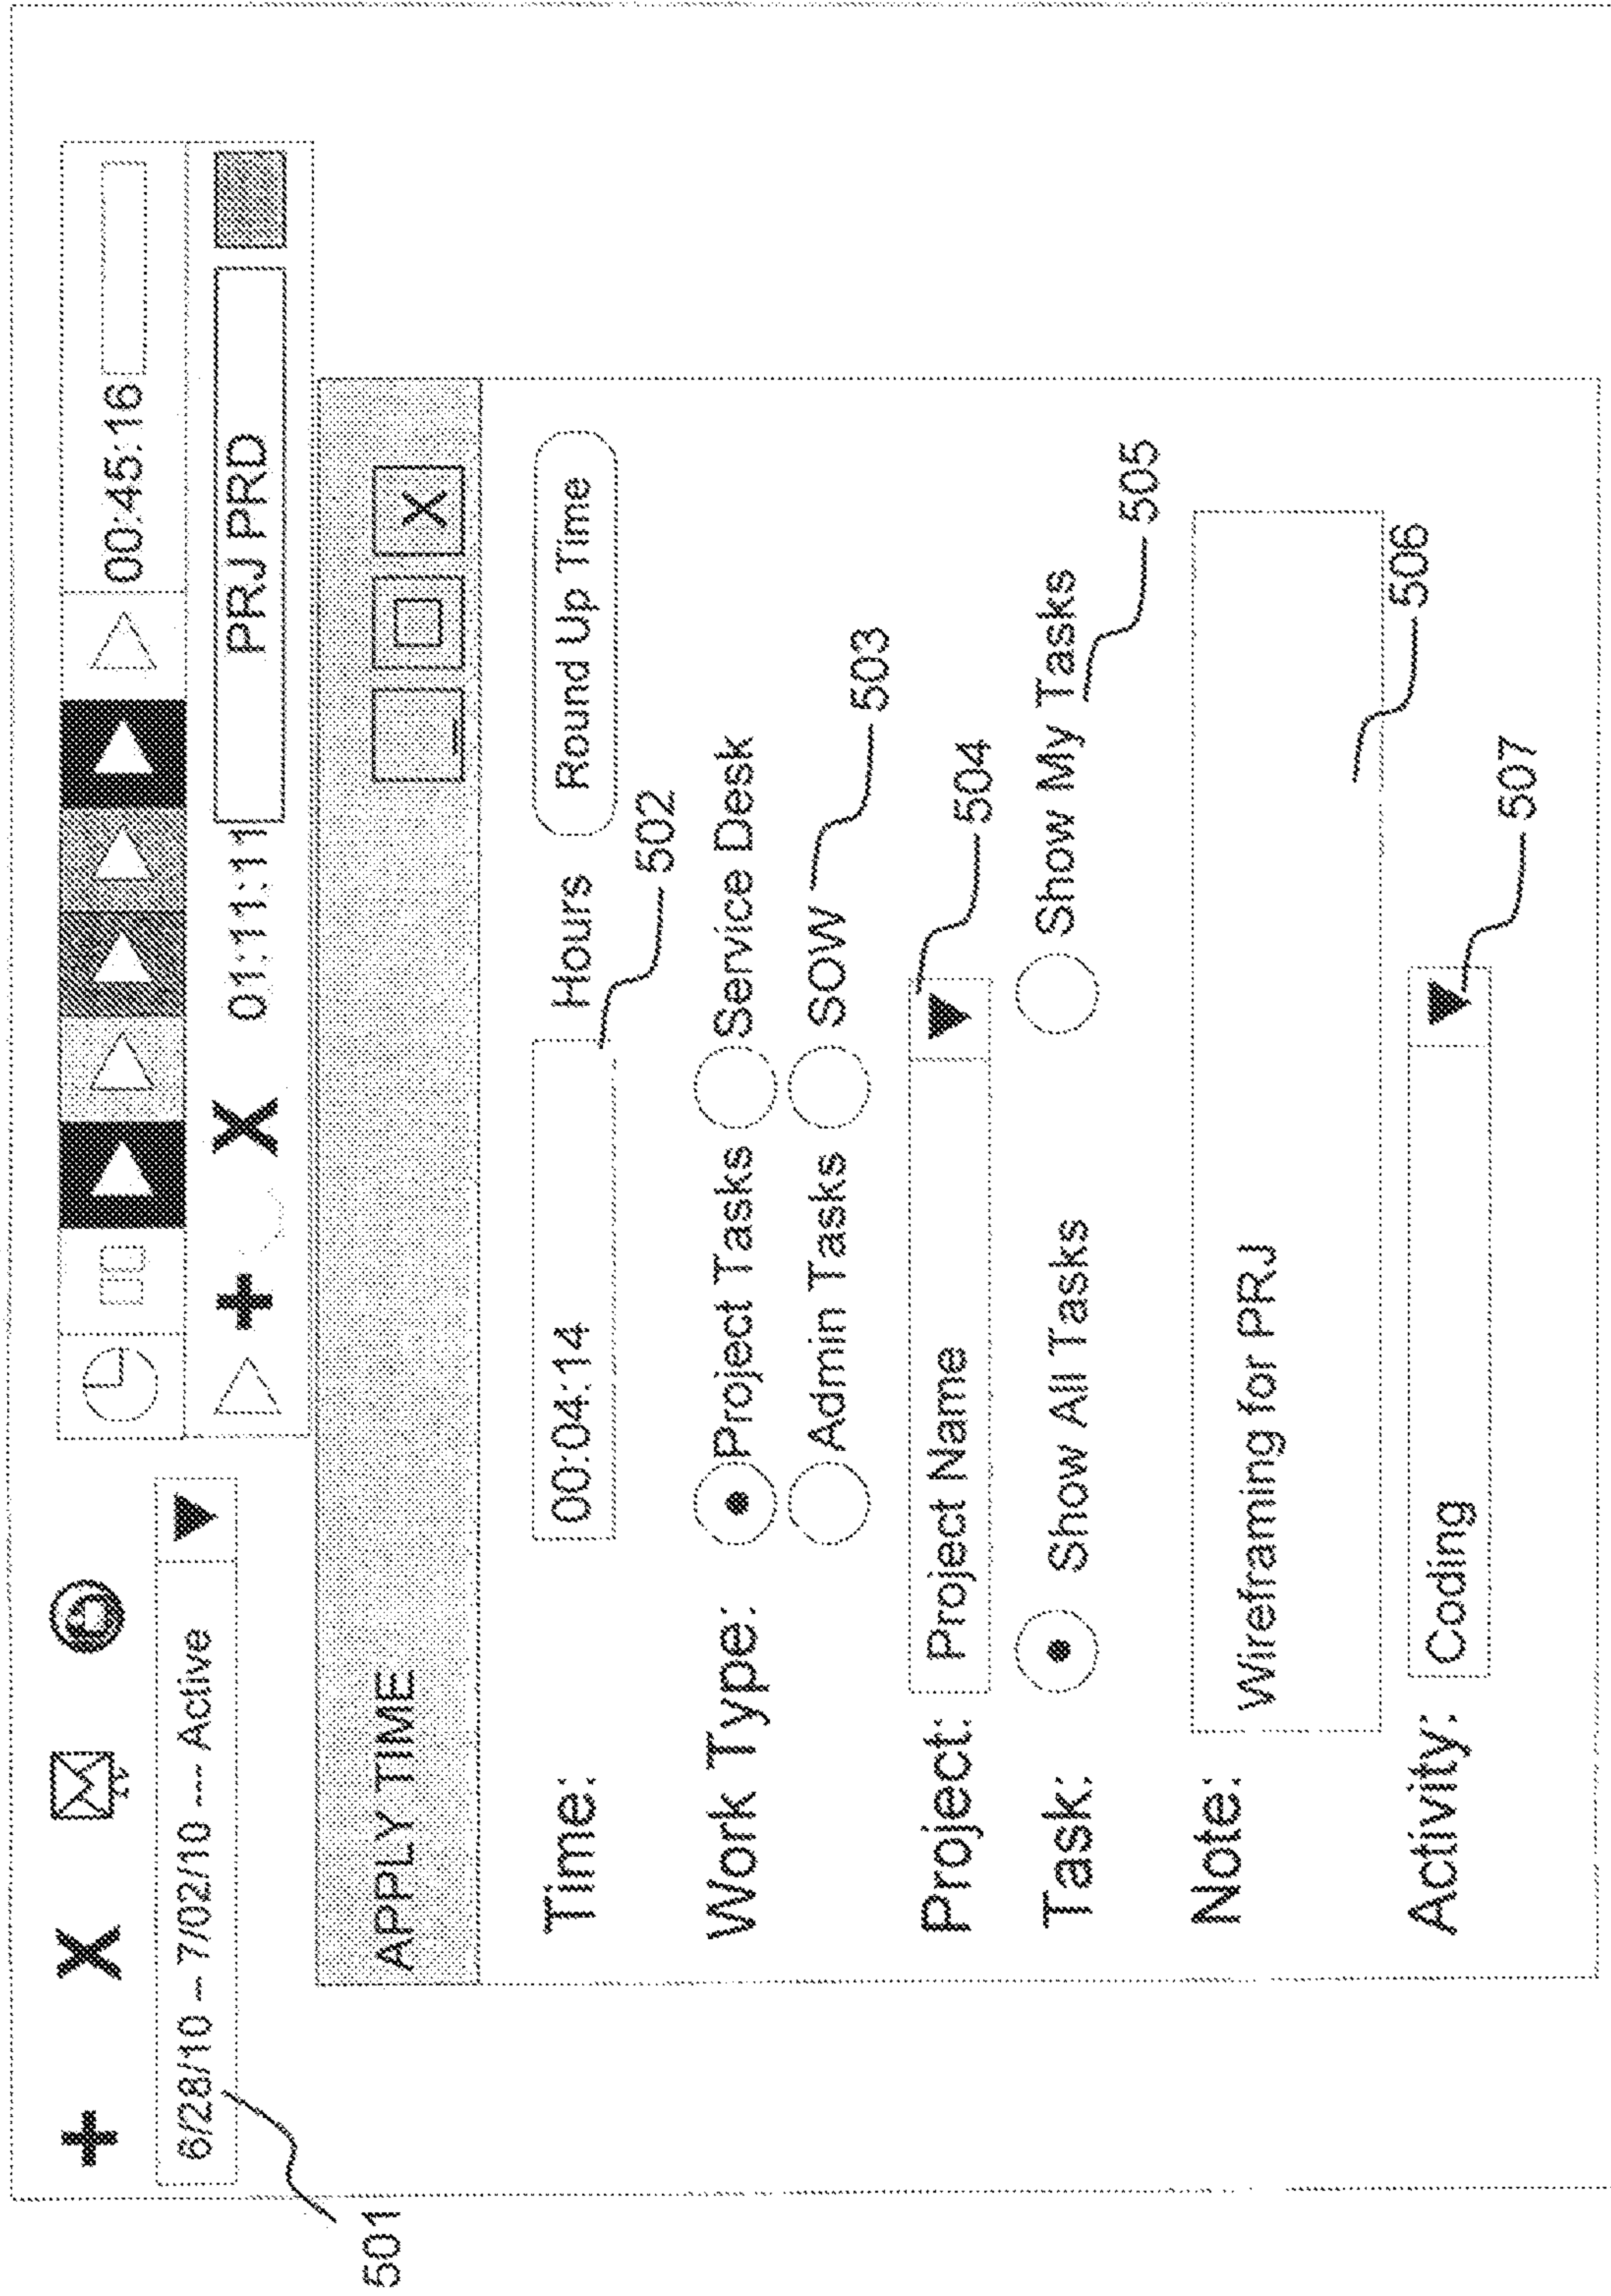 00:45:16
6/28/10 -- 7/02/10 ---- Active
01:11:11 PRJ PRD
501
APPLY TIME
X
Time: 00:04:14 Hours Round Up Time
502
Work Type: Project Tasks Service Desk
Admin Tasks SOW
503
Project: Project Name
504
Task: Show All Tasks Show My Tasks
505
Note: Wireframing for PRJ
506
Activity: Coding
507